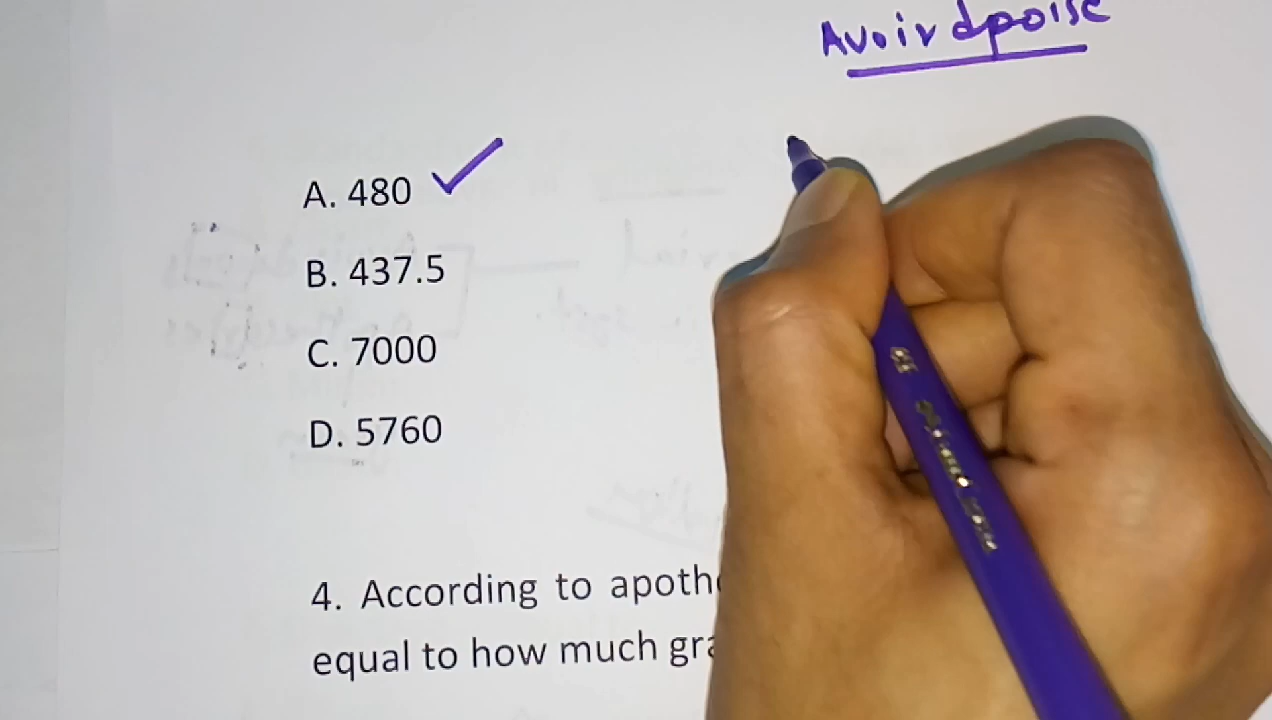 Avoirdpoise
A. 480
B. 437.5
C. 7000
D. 5760
4. According to apoth
equal to how much gra